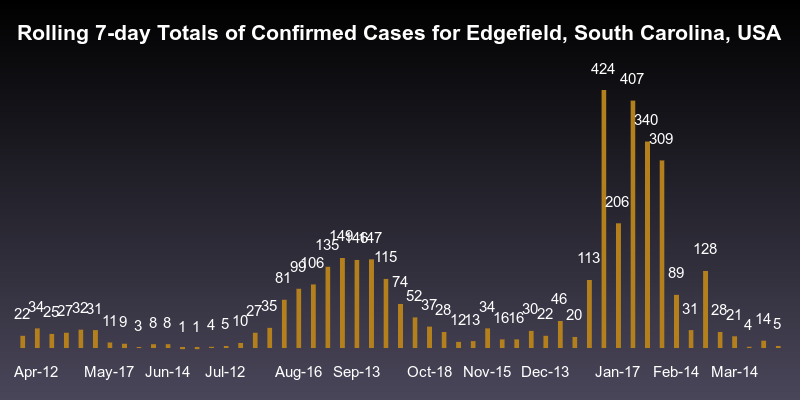 Rolling 7-day Totals of Confirmed Cases for Edgefield, South Carolina, USA
22 34 25 27 32 31 11 9 3 8 8 1 1 4 5 10 27 35 81 99 106 135 149 146 147 115 74 52 37 28 12 13 34 16 16 30 22 46 20 113 424 206 407 340 309 89 31 128 28 21 4 14 5
Apr-12 May-17 Jun-14 Jul-12 Aug-16 Sep-13 Oct-18 Nov-15 Dec-13 Jan-17 Feb-14 Mar-14